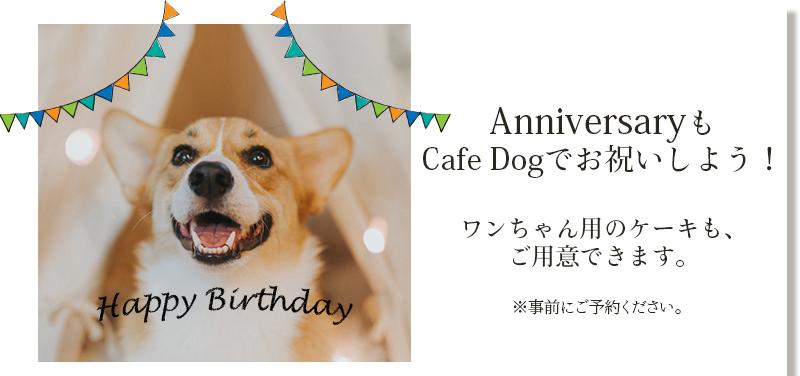 Happy Birthday
Anniversaryも
Cafe Dogでお祝いしよう！
ワンちゃん用のケーキも、
ご用意できます。
※事前にご予約ください。